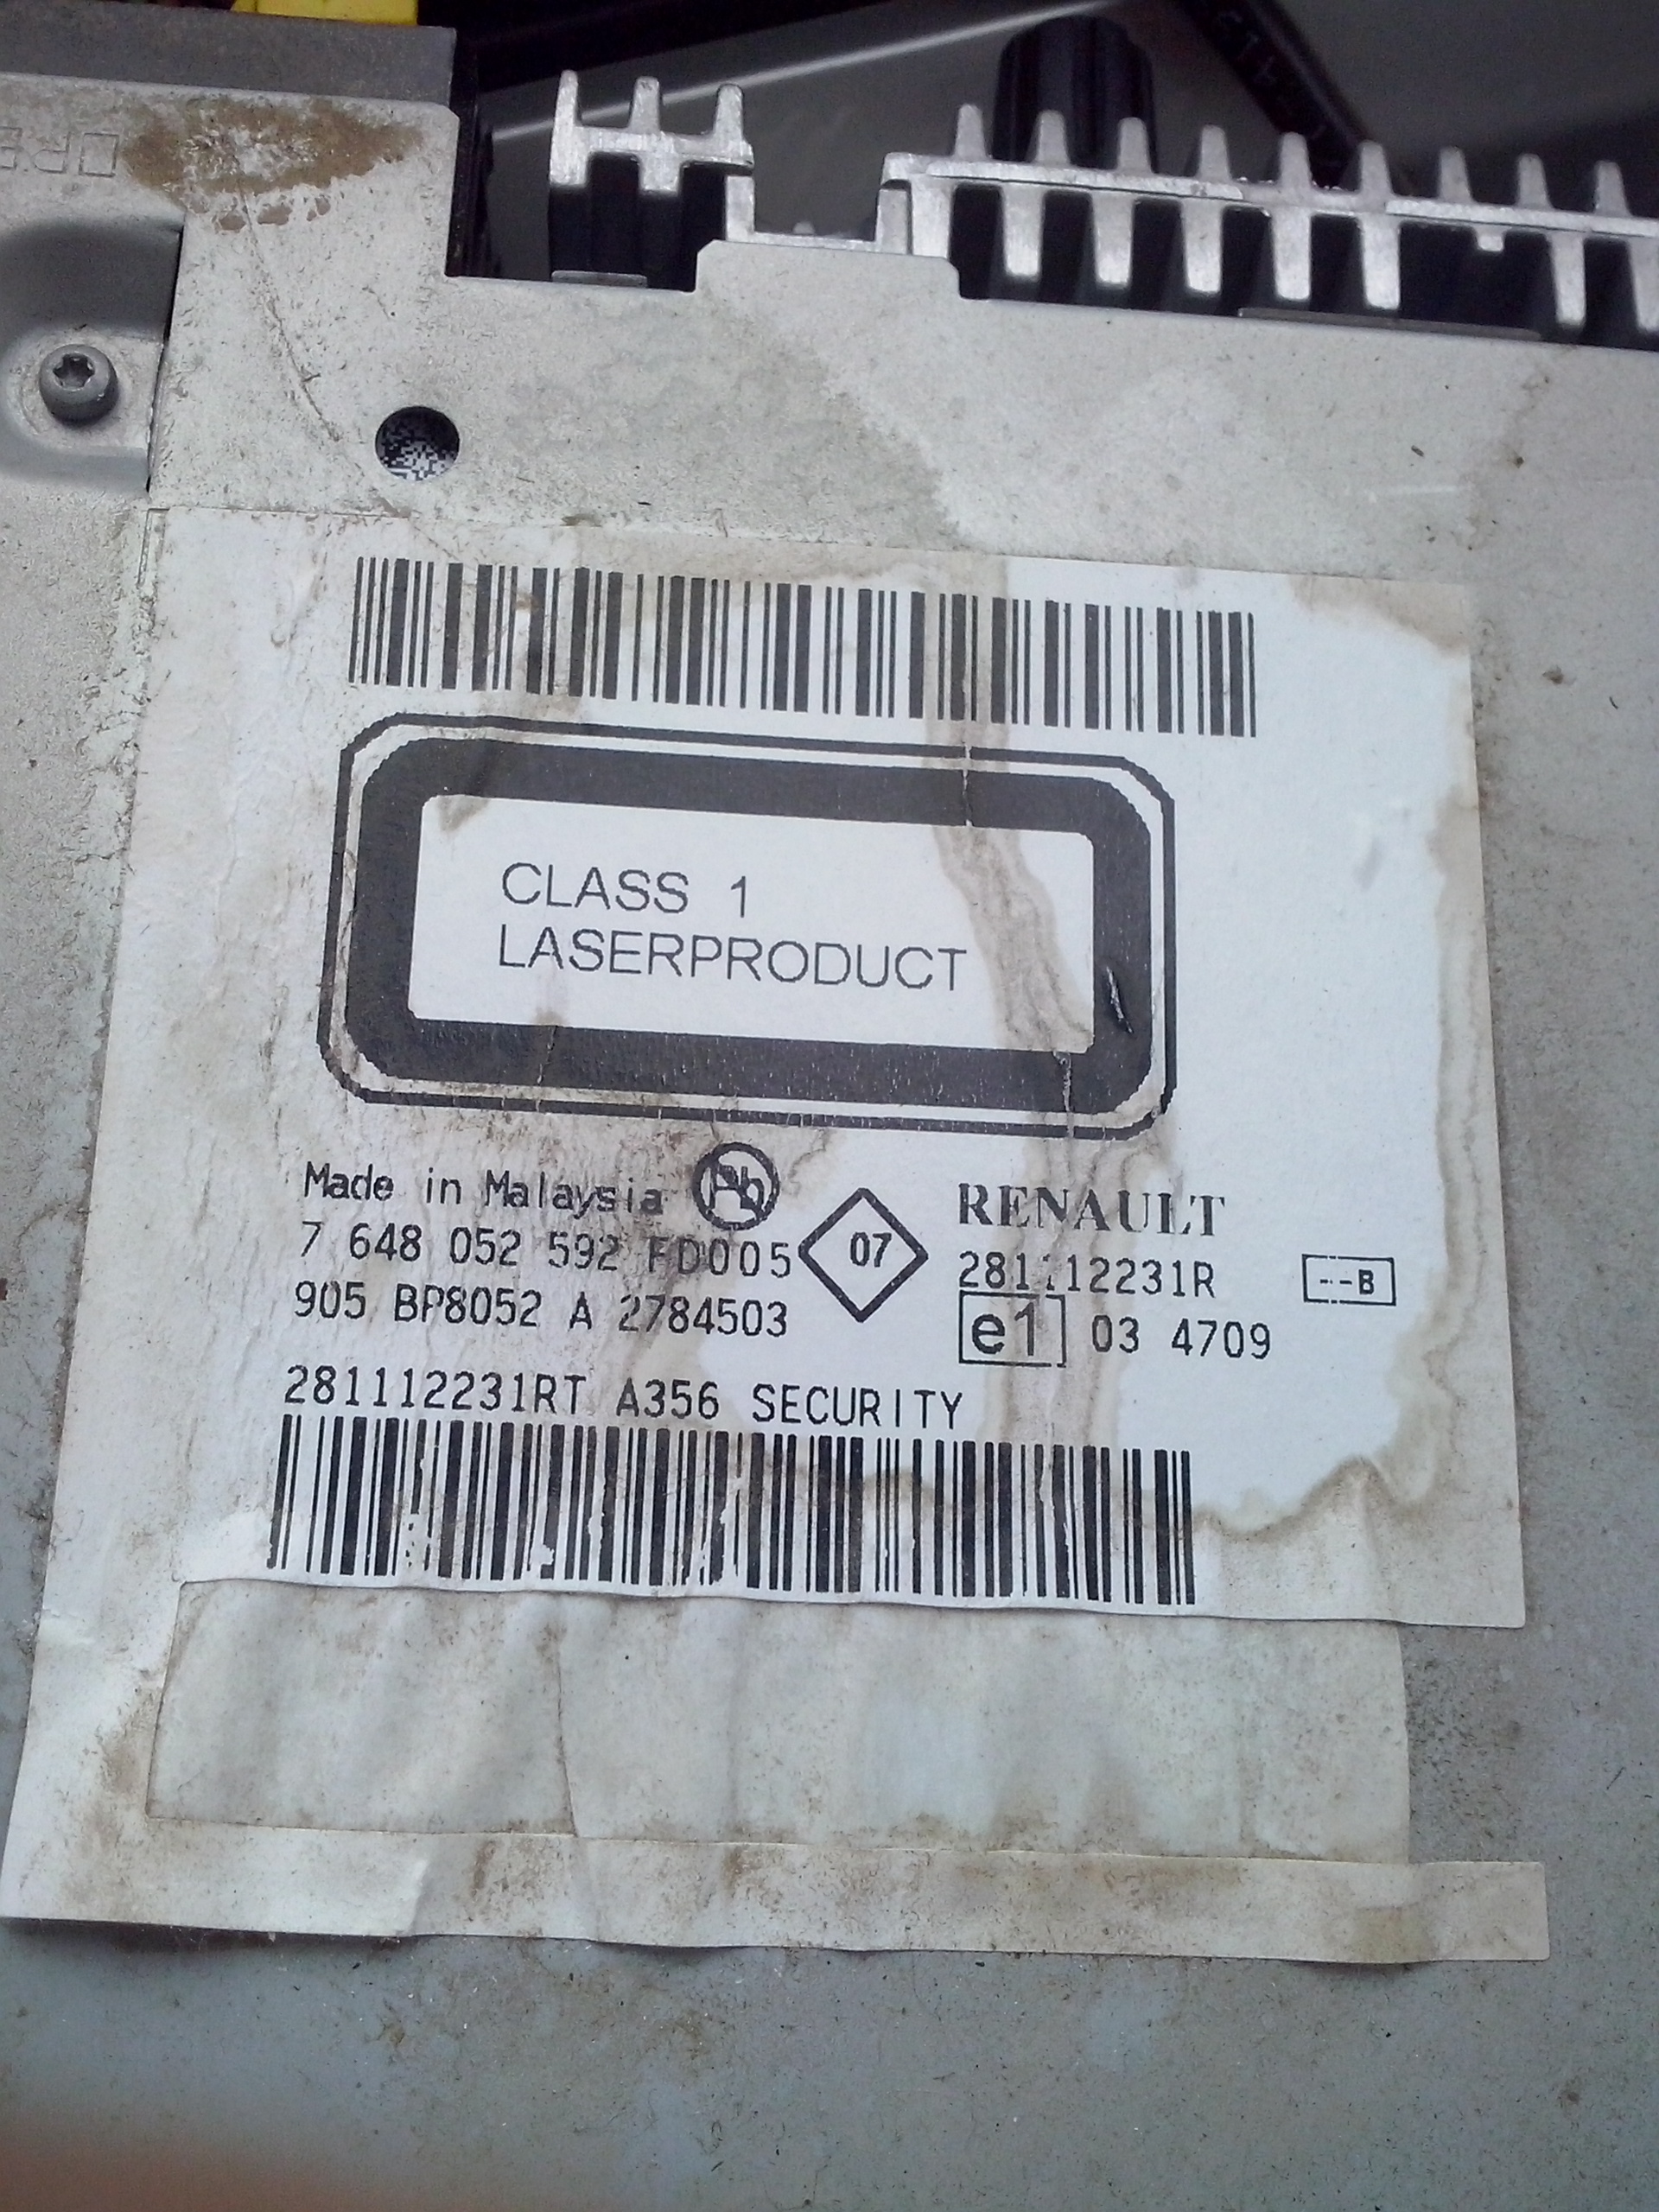 CLASS 1
LASERPRODUCT
Made in Malaysia Pb
7 648 052 592 FD005
905 BP8052 A 2784503
07
RENAULT
281112231R
--B
e1 03 4709
281112231RT A356 SECURITY